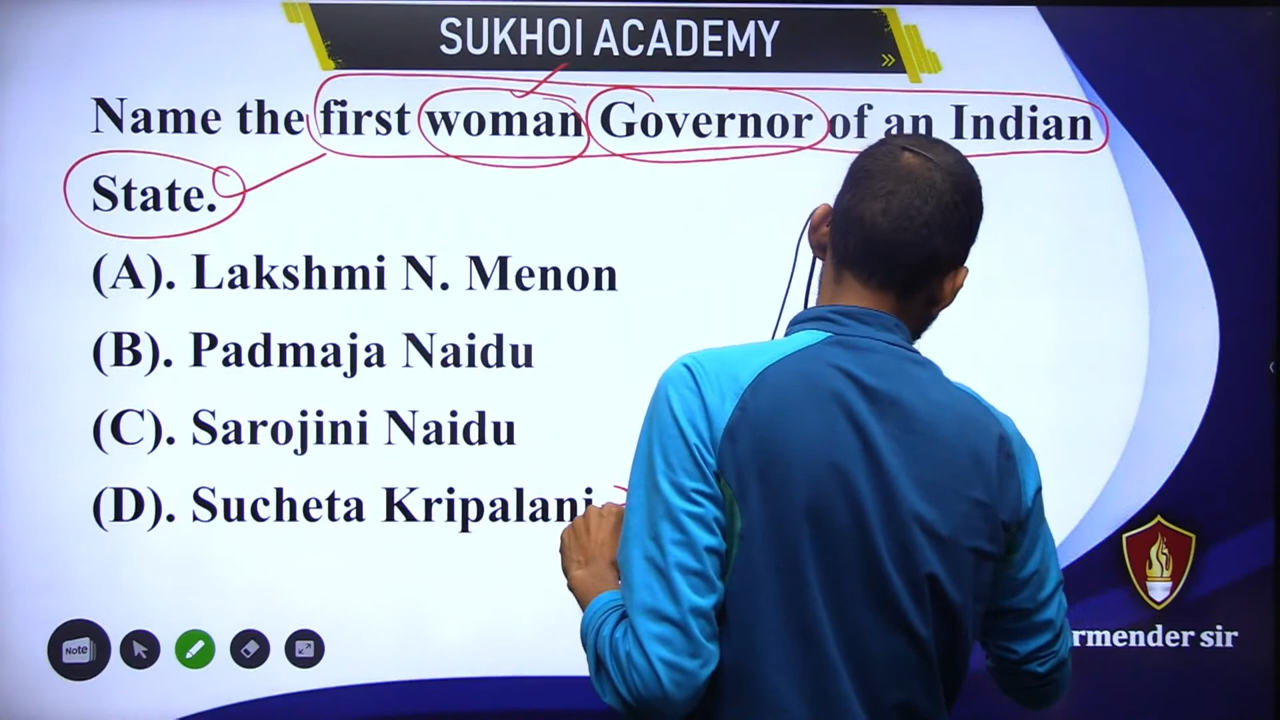 SUKHOI ACADEMY
Name the first woman Governor of an Indian
State.
(A). Lakshmi N. Menon
(B). Padmaja Naidu
(C). Sarojini Naidu
(D). Sucheta Kripalani
Note
rmender sir